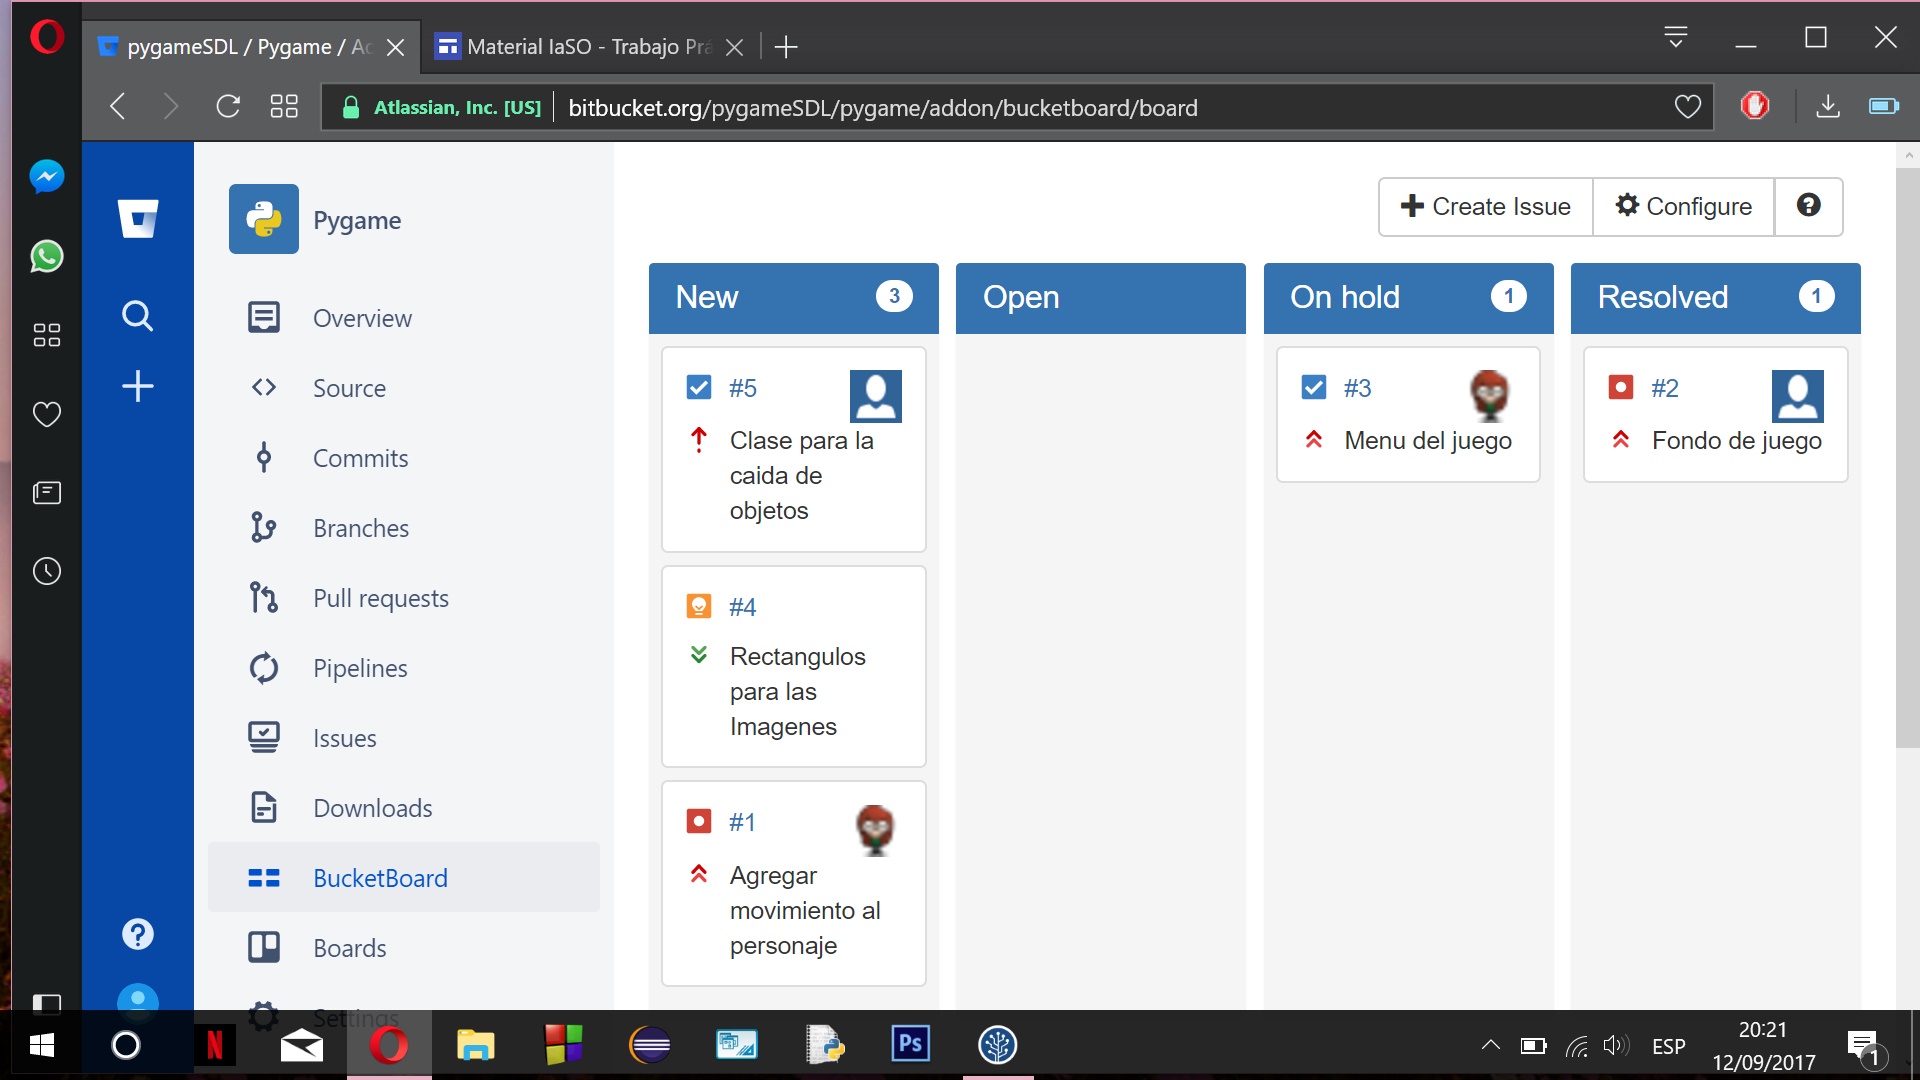 pygameSDL / Pygame / Ad
Material IaSO - Trabajo Prá
Atlassian, Inc. [US]
bitbucket.org/pygameSDL/pygame/addon/bucketboard/board
Pygame
Overview
Source
Commits
Branches
Pull requests
Pipelines
Issues
Downloads
BucketBoard
Boards
Settings
Create Issue
Configure
New
3
#5
Clase para la
caida de
objetos
#4
Rectangulos
para las
Imagenes
#1
Agregar
movimiento al
personaje
Open
On hold
1
#3
Menu del juego
Resolved
1
#2
Fondo de juego
N
Ps
ESP
20:21
12/09/2017
1